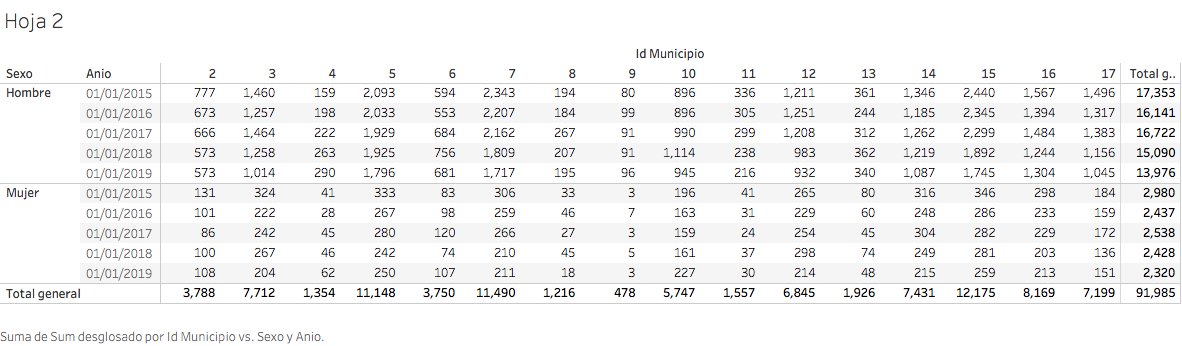 Hoja 2
Id Municipio
Sexo Anio 2 3 4 5 6 7 8 9 10 11 12 13 14 15 16 17 Total g..
Hombre 01/01/2015 777 1,460 159 2,093 594 2,343 194 80 896 336 1,211 361 1,346 2,440 1,567 1,496 17,353
01/01/2016 673 1,257 198 2,033 553 2,207 184 99 896 305 1,251 244 1,185 2,345 1,394 1,317 16,141
01/01/2017 666 1,464 222 1,929 684 2,162 267 91 990 299 1,208 312 1,262 2,299 1,484 1,383 16,722
01/01/2018 573 1,258 263 1,925 756 1,809 207 91 1,114 238 983 362 1,219 1,892 1,244 1,156 15,090
01/01/2019 573 1,014 290 1,796 681 1,717 195 96 945 216 932 340 1,087 1,745 1,304 1,045 13,976
Mujer 01/01/2015 131 324 41 333 83 306 33 3 196 41 265 80 316 346 298 184 2,980
01/01/2016 101 222 28 267 98 259 46 7 163 31 229 60 248 286 233 159 2,437
01/01/2017 86 242 45 280 120 266 27 3 159 24 254 45 304 282 229 172 2,538
01/01/2018 100 267 46 242 74 210 45 5 161 37 298 74 249 281 203 136 2,428
01/01/2019 108 204 62 250 107 211 18 3 227 30 214 48 215 259 213 151 2,320
Total general 3,788 7,712 1,354 11,148 3,750 11,490 1,216 478 5,747 1,557 6,845 1,926 7,431 12,175 8,169 7,199 91,985
Suma de Sum desglosado por Id Municipio vs. Sexo y Anio.